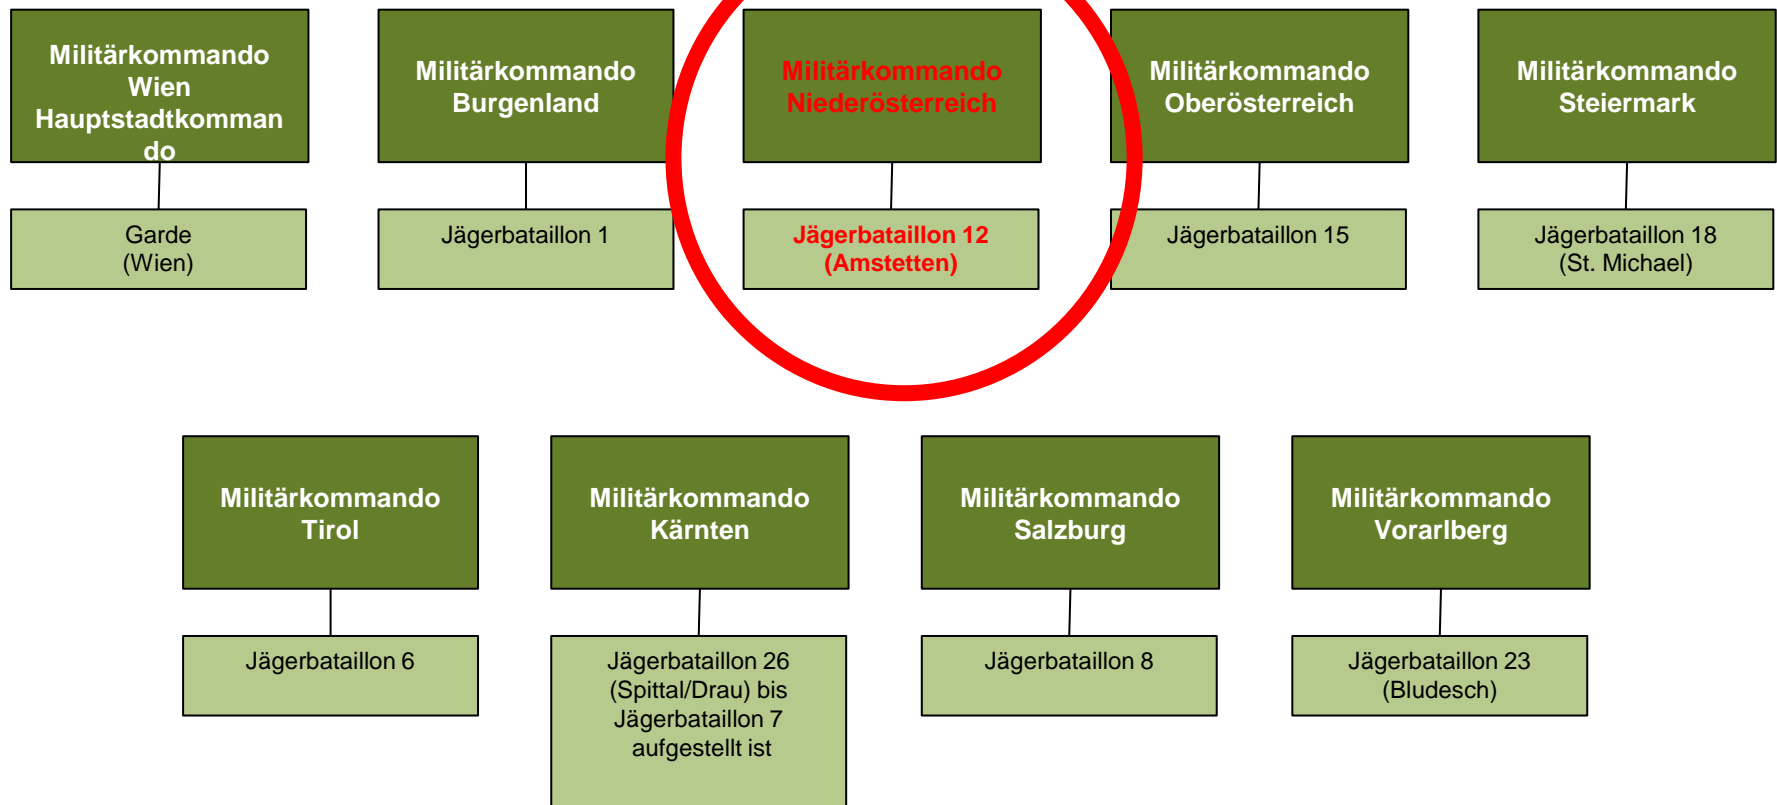 Militärkommando
Wien
Hauptstadtkomman
do
Militärkommando
Burgenland
Militärkommando
Niederösterreich
Militärkommando
Oberösterreich
Militärkommando
Steiermark
Garde
(Wien)
Jägerbataillon 1
Jägerbataillon 12
(Amstetten)
Jägerbataillon 15
Jägerbataillon 18
(St. Michael)
Militärkommando
Tirol
Militärkommando
Kärnten
Militärkommando
Salzburg
Militärkommando
Vorarlberg
Jägerbataillon 6
Jägerbataillon 26
(Spittal/Drau) bis
Jägerbataillon 7
aufgestellt ist
Jägerbataillon 8
Jägerbataillon 23
(Bludesch)